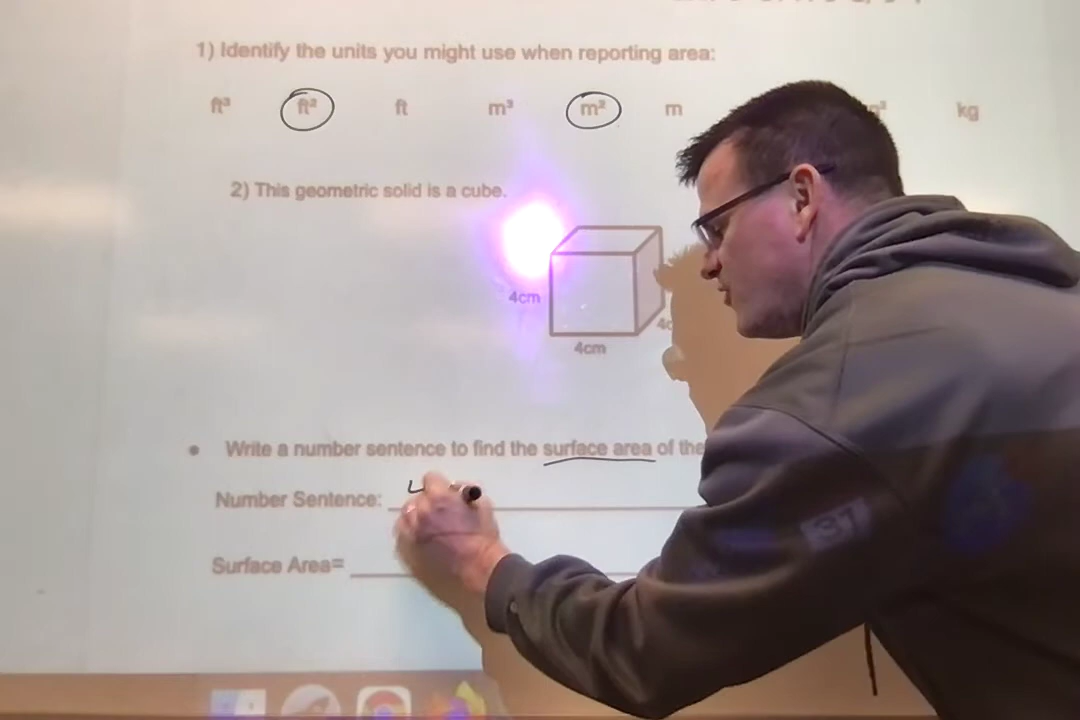 1) Identify the units you might use when reporting area:
ft³ ft² ft m³ m² m kg
2) This geometric solid is a cube.
4cm
4cm
Write a number sentence to find the surface area of the
Number Sentence:
Surface Area=
31